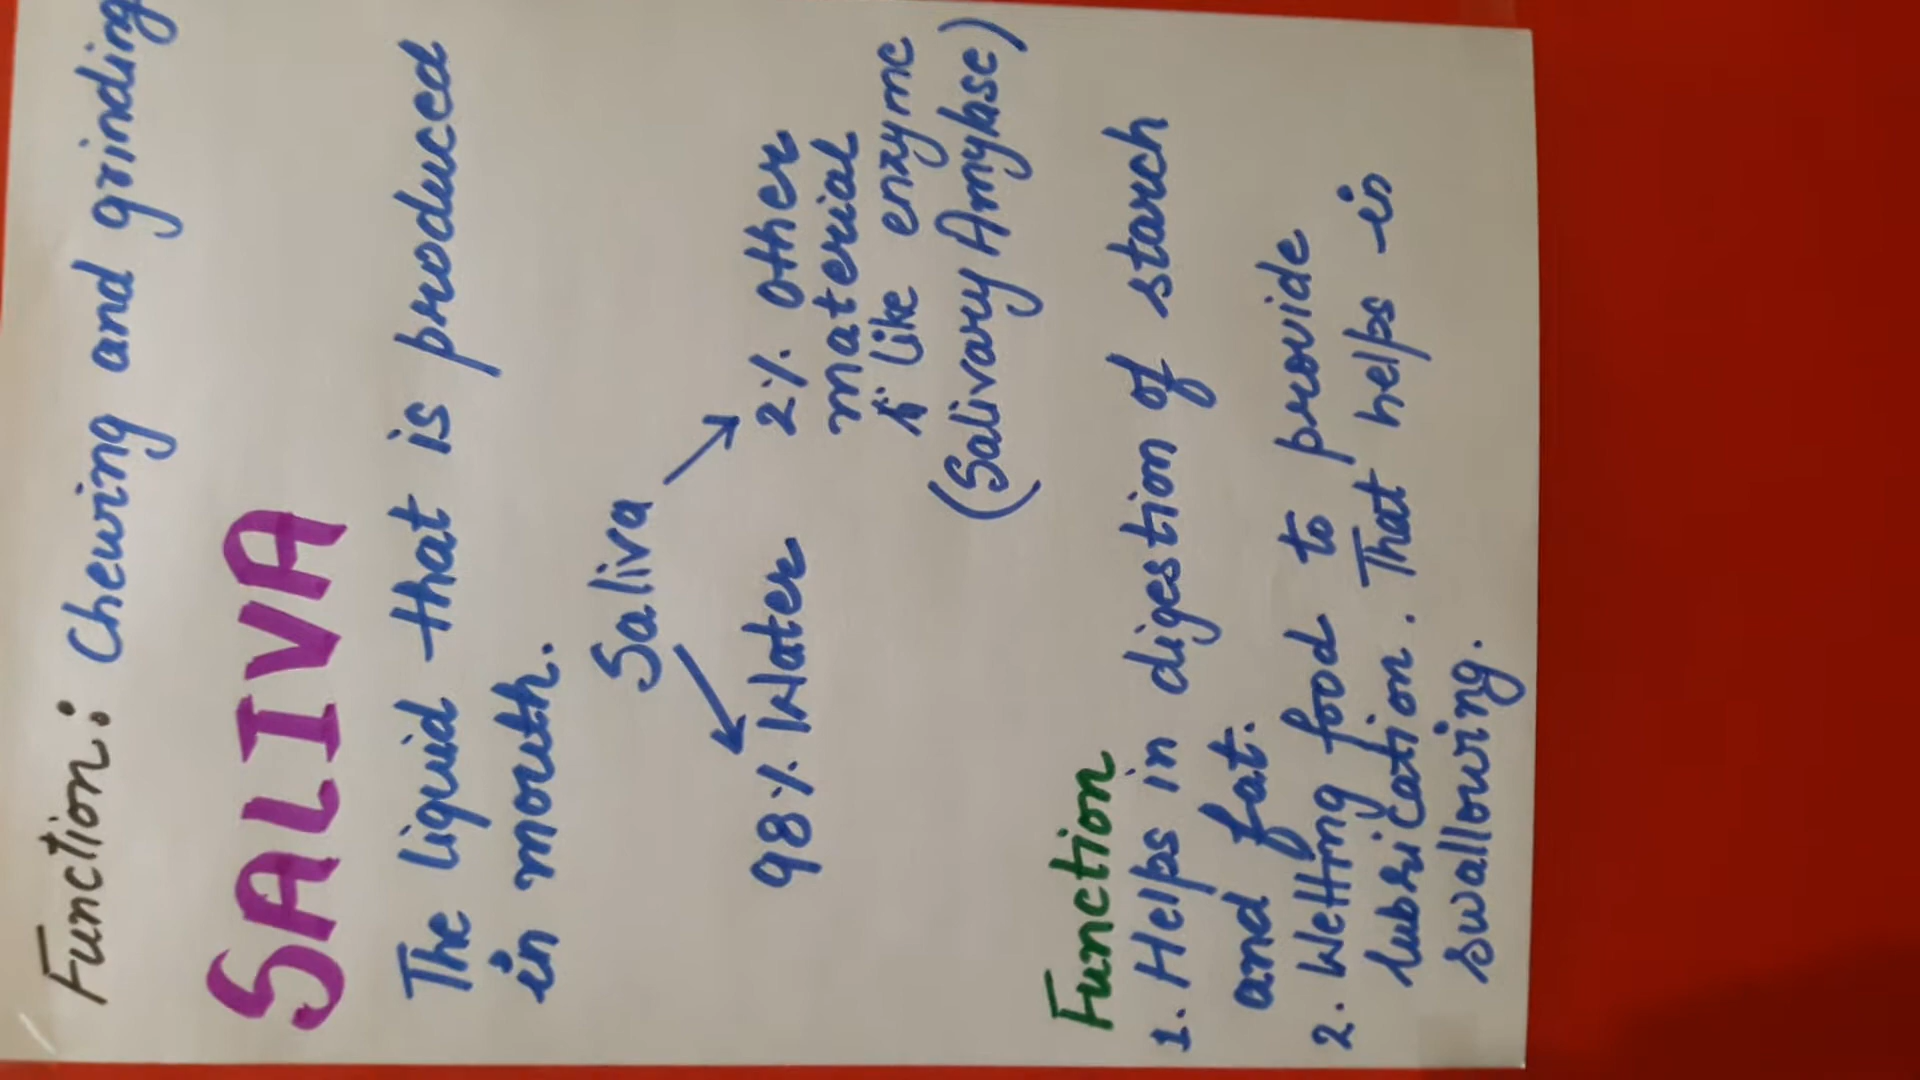 Function: Chewing and grinding
SALIVA
The liquid that is produced
in mouth.
Saliva
98% Water
2% other
material
like enzyme
(Salivary Amylase)
Function
1. Helps in digestion of starch
and fat.
2. Wetting food to provide
lubrication. That helps in
swallowing.